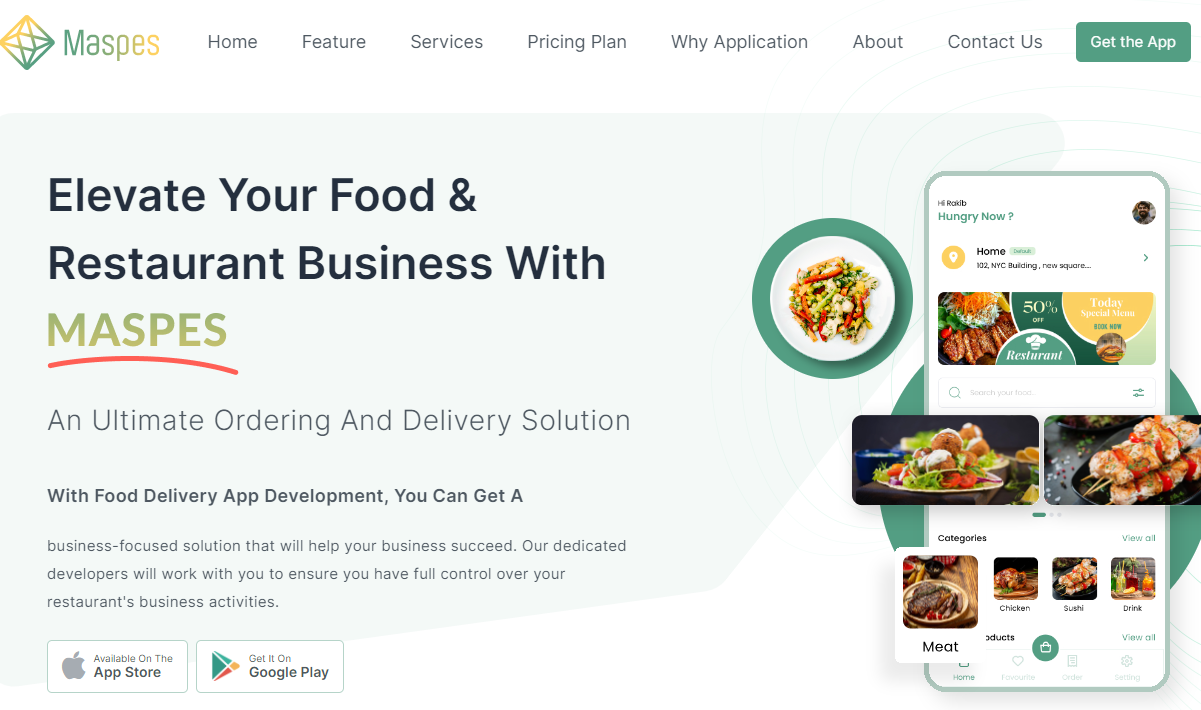 Maspes
Home
Feature
Services
Pricing Plan
Why Application
About
Contact Us
Get the App
Elevate Your Food &
Restaurant Business With
MASPES
An Ultimate Ordering And Delivery Solution
With Food Delivery App Development, You Can Get A
business-focused solution that will help your business succeed. Our dedicated
developers will work with you to ensure you have full control over your
restaurant's business activities.
Available On The
App Store
Get It On
Google Play
Hi Rakib
Hungry Now ?
Home Default
102, NYC Building , new square....
50%
OFF
Today
Special Menu
BOOK NOW
Resturant
Search your food...
Categories
View all
Meat
Chicken
Sushi
Drink
oducts
View all
Home
Favourite
Order
Setting